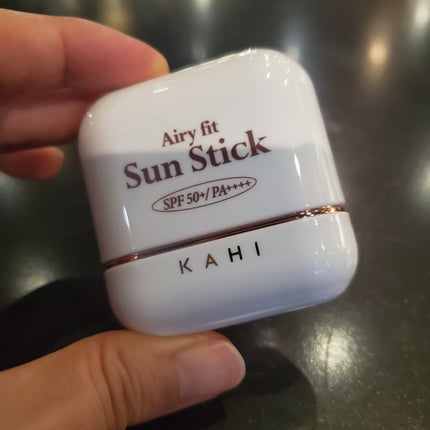 Airy fit
Sun Stick
SPF 50+/ PA++++
KAHI